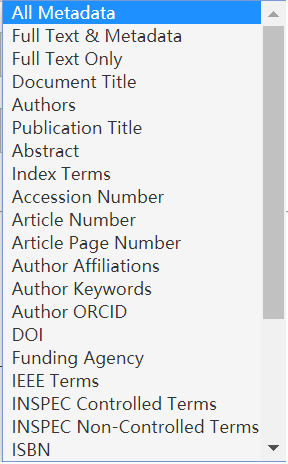 All Metadata
Full Text & Metadata
Full Text Only
Document Title
Authors
Publication Title
Abstract
Index Terms
Accession Number
Article Number
Article Page Number
Author Affiliations
Author Keywords
Author ORCID
DOI
Funding Agency
IEEE Terms
INSPEC Controlled Terms
INSPEC Non-Controlled Terms
ISBN